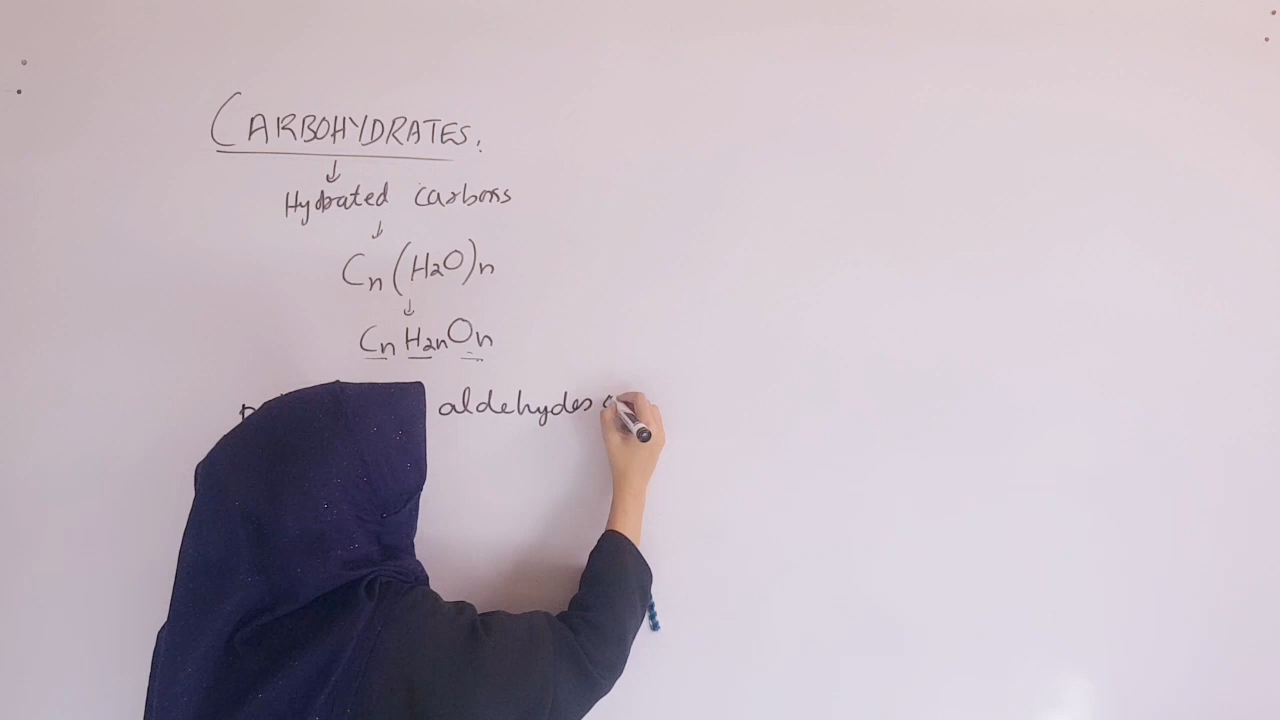 CARBOHYDRATES.
↓
Hydrated carbons
↓
Cn(H2O)n
↓
CnH2nOn
aldehydes